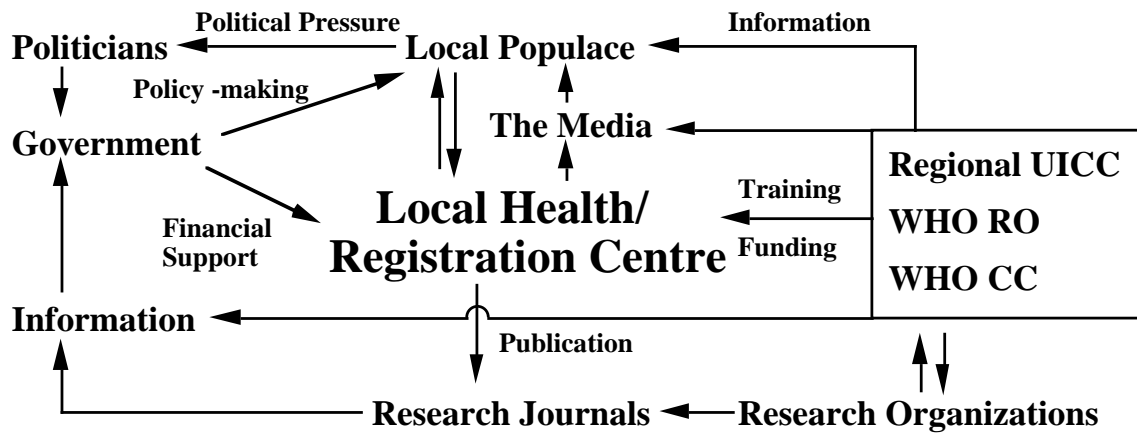 Political Pressure
Information
Politicians
Local Populace
Policy -making
The Media
Government
Regional UICC
Training
Local Health/
WHO RO
Financial
Support
Registration Centre
Funding
WHO CC
Information
Publication
Research Journals
Research Organizations